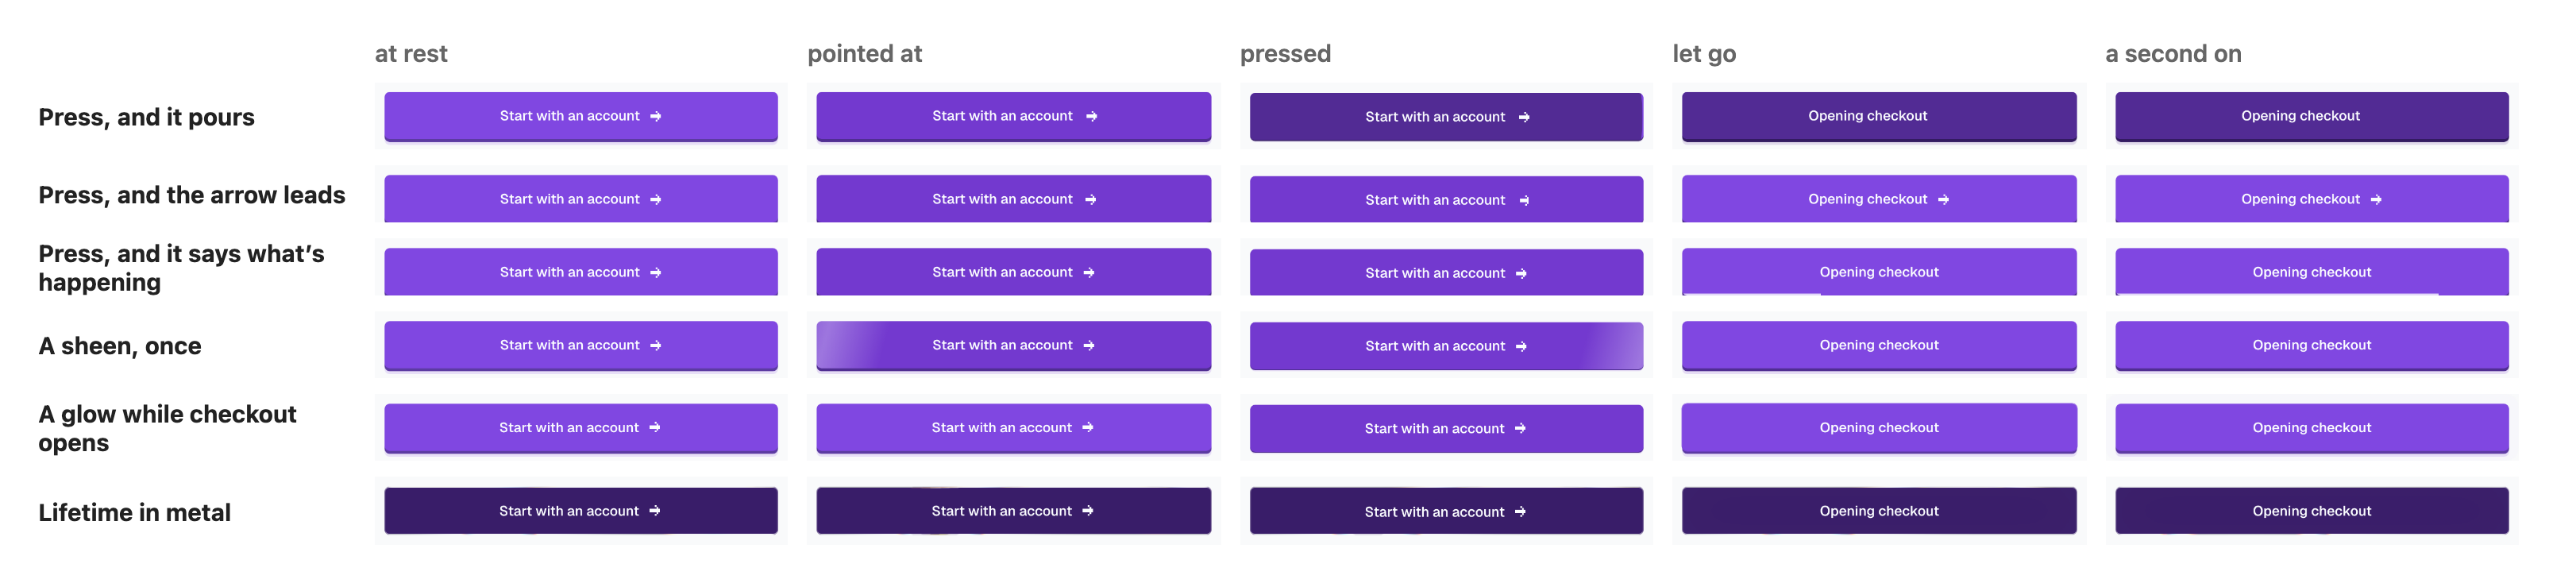 at rest pointed at pressed let go a second on
Press, and it pours Start with an account → Start with an account → Start with an account → Opening checkout Opening checkout
Press, and the arrow leads Start with an account → Start with an account → Start with an account → Opening checkout → Opening checkout →
Press, and it says what’s
happening Start with an account → Start with an account → Start with an account → Opening checkout Opening checkout
A sheen, once Start with an account → Start with an account → Start with an account → Opening checkout Opening checkout
A glow while checkout
opens Start with an account → Start with an account → Start with an account → Opening checkout Opening checkout
Lifetime in metal Start with an account → Start with an account → Start with an account → Opening checkout Opening checkout